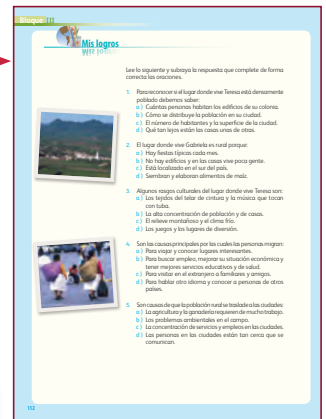 Bloque III
Mis logros
Lee lo siguiente y subraya la respuesta que complete de forma
correcta las oraciones.
1. Para reconocer si el lugar donde vive Teresa está densamente
poblado debemos saber:
a) Cuántas personas habitan los edificios de su colonia.
b) Cómo se distribuye la población en su ciudad.
c) El número de habitantes y la superficie de la ciudad.
d) Qué tan lejos están las casas unas de otras.
2. El lugar donde vive Gabriela es rural porque:
a) Hay fiestas típicas cada mes.
b) No hay edificios y en las casas vive poca gente.
c) Está localizado en el sur del país.
d) Siembran y elaboran alimentos de maíz.
3. Algunos rasgos culturales del lugar donde vive Teresa son:
a) Los tejidos del telar de cintura y la música que tocan
con tuba.
b) La alta concentración de población y de casas.
c) El relieve montañoso y el clima frío.
d) Los juegos y los lugares de diversión.
4. Son las causas principales por las cuales las personas migran:
a) Para viajar y conocer lugares interesantes.
b) Para buscar empleo, mejorar su situación económica y
tener mejores servicios educativos y de salud.
c) Para visitar en el extranjero a familiares y amigos.
d) Para hablar otro idioma y conocer a personas de otros
países.
5. Son causas de que la población rural se traslade a las ciudades:
a) La agricultura y la ganadería requieren de mucho trabajo.
b) Los problemas ambientales en el campo.
c) La concentración de servicios y empleos en las ciudades.
d) Las personas en las ciudades están tan cerca que se
comunican.
112